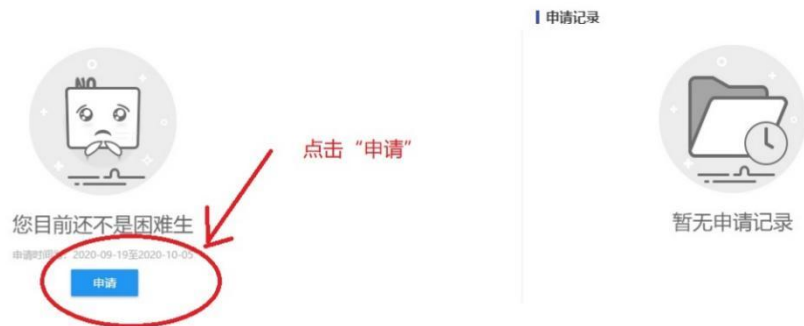 申请记录
NO
点击“申请”
您目前还不是困难生
申请时间为：2020-09-19至2020-10-05
申请
暂无申请记录